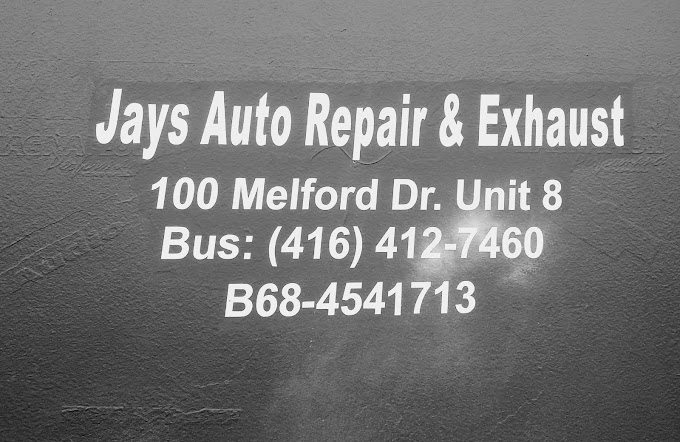 Jays Auto Repair & Exhaust
100 Melford Dr. Unit 8
Bus: (416) 412-7460
B68-4541713